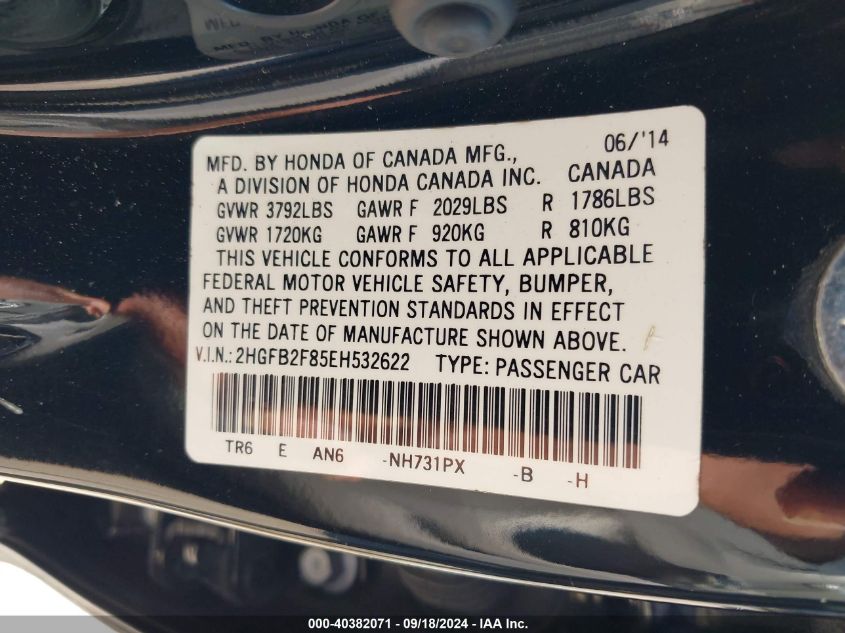 06/'14
MFD. BY HONDA OF CANADA MFG.,
A DIVISION OF HONDA CANADA INC. CANADA
GVWR 3792LBS GAWR F 2029LBS R 1786LBS
GVWR 1720KG GAWR F 920KG R 810KG
THIS VEHICLE CONFORMS TO ALL APPLICABLE
FEDERAL MOTOR VEHICLE SAFETY, BUMPER,
AND THEFT PREVENTION STANDARDS IN EFFECT
ON THE DATE OF MANUFACTURE SHOWN ABOVE.
V.I.N.: 2HGFB2F85EH532622 TYPE: PASSENGER CAR
TR6 E AN6 -NH731PX -B -H
000-40382071 - 09/18/2024 - IAA Inc.